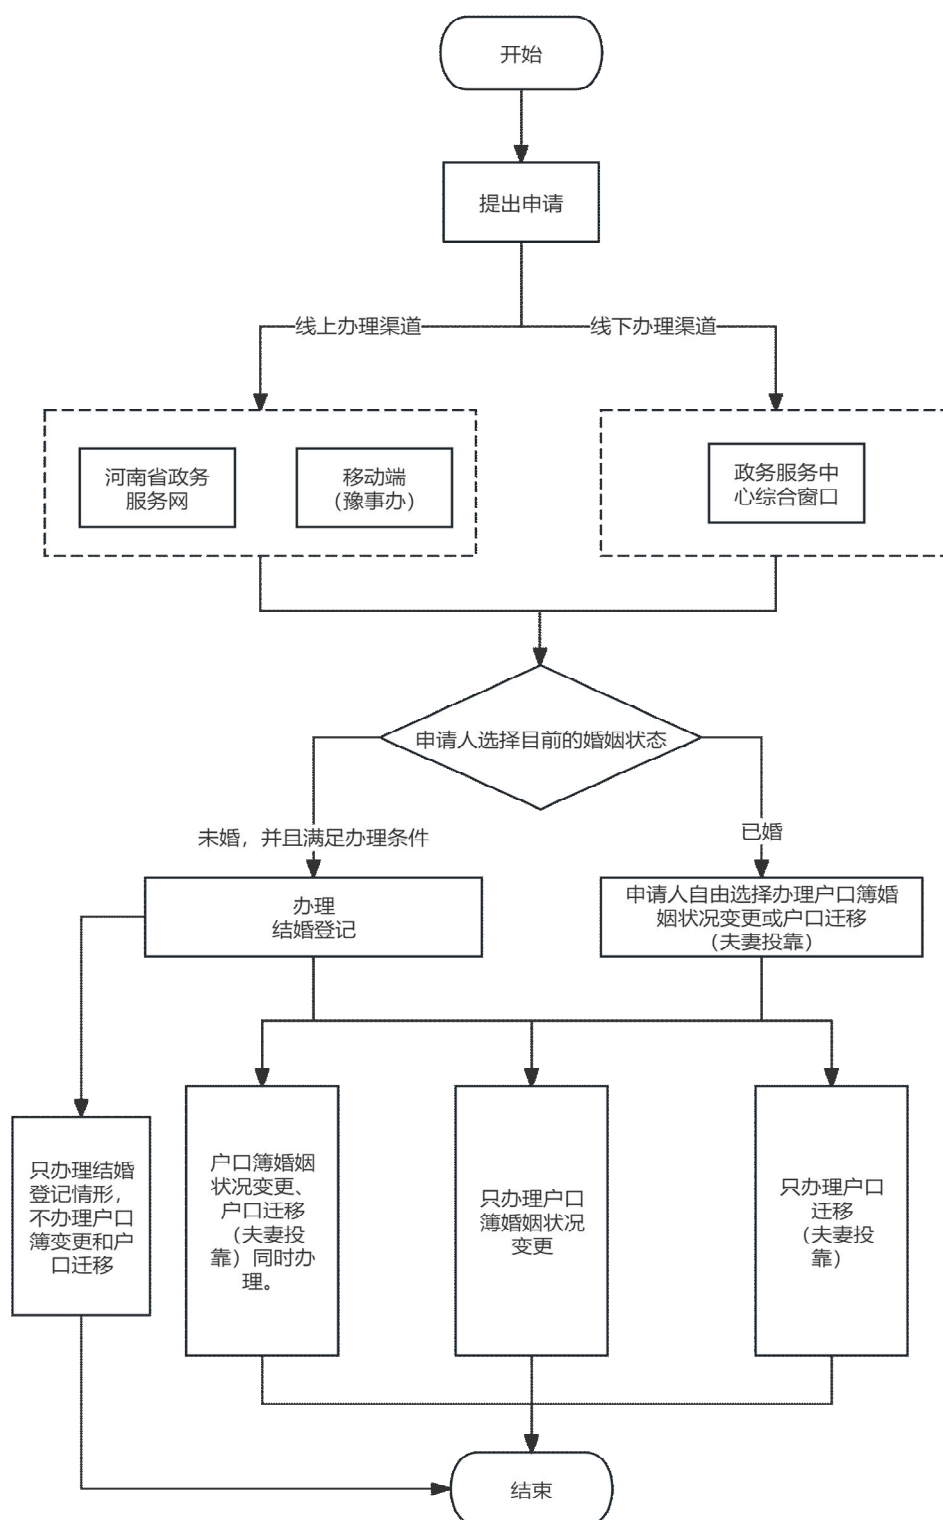 开始
提出申请
线上办理渠道
线下办理渠道
河南省政务
服务网
移动端
（豫事办）
政务服务中
心综合窗口
申请人选择目前的婚姻状态
未婚，并且满足办理条件
已婚
办理
结婚登记
申请人自由选择办理户口簿婚
姻状况变更或户口迁移
（夫妻投靠）
只办理结婚
登记情形，
不办理户口
簿变更和户
口迁移
户口簿婚姻
状况变更、
户口迁移
（夫妻投
靠）同时办
理。
只办理户口
簿婚姻状况
变更
只办理户口
迁移
（夫妻投
靠）
结束